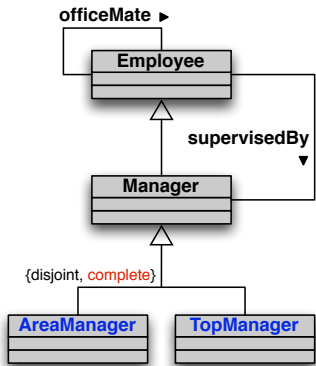 officeMate ▶
Employee
supervisedBy
▼
Manager
{disjoint, complete}
AreaManager
TopManager